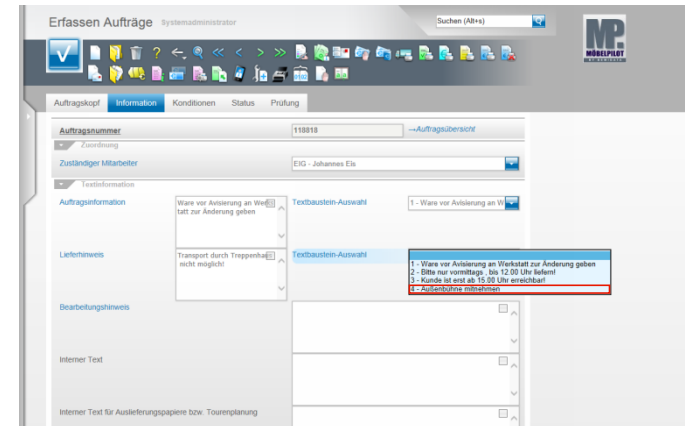 Erfassen Aufträge Systemadministrator
Suchen (Alt+s)
MP
MÖBELPILOT
Auftragskopf Information Konditionen Status Prüfung
Auftragsnummer 118818 →Auftragsübersicht
Zuordnung
Zuständiger Mitarbeiter EIG - Johannes Eis
Textinformation
Auftragsinformation Ware vor Avisierung an Werk Textbaustein-Auswahl 1 - Ware vor Avisierung an W
tatt zur Änderung geben
Lieferhinweis Transport durch Treppenhaus Textbaustein-Auswahl
nicht möglich!
1 - Ware vor Avisierung an Werkstatt zur Änderung geben
2 - Bitte nur vormittags , bis 12.00 Uhr liefern!
3 - Kunde ist erst ab 15.00 Uhr erreichbar!
4 - Außenbühne mitnehmen
Bearbeitungshinweis
Interner Text
Interner Text für Auslieferungspapiere bzw. Tourenplanung